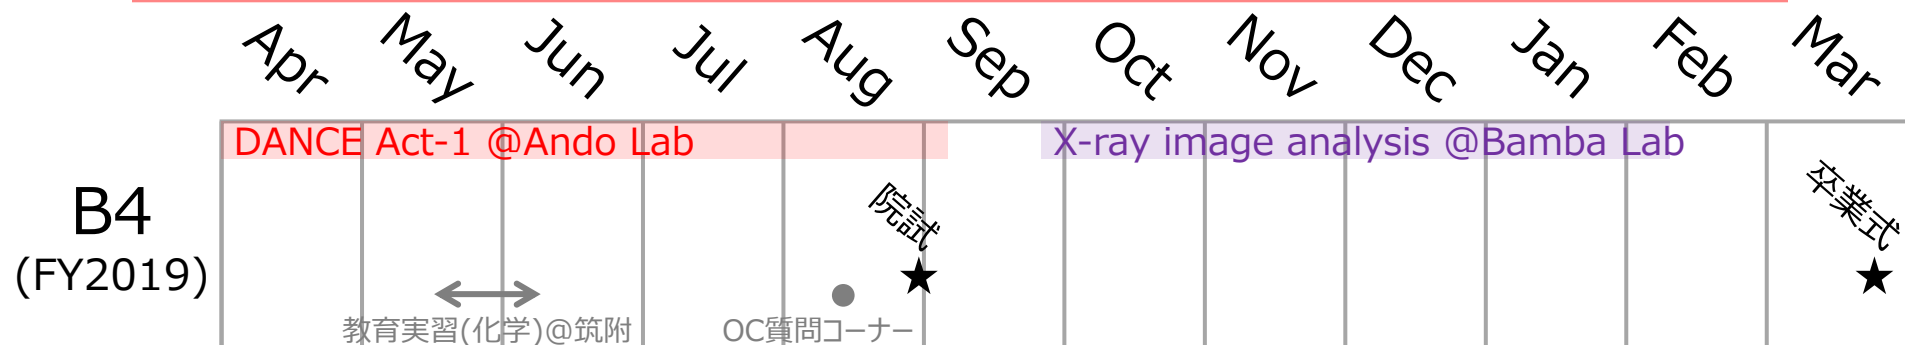 Apr May Jun Jul Aug Sep Oct Nov Dec Jan Feb Mar
DANCE Act-1 @Ando Lab
X-ray image analysis @Bamba Lab
B4
(FY2019)
院試
★
卒業式
★
教育実習(化学)@筑附
OC質問コーナー